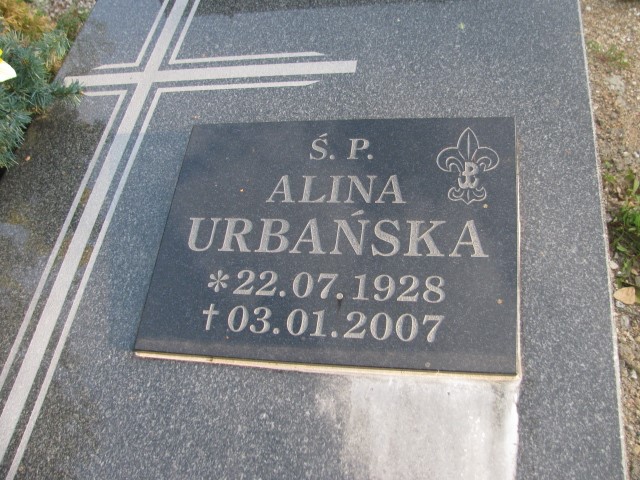 Ś. P.
ALINA
URBAŃSKA
*22.07.1928
†03.01.2007